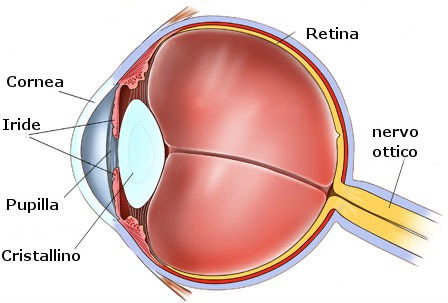 Retina
Cornea
Iride
nervo
ottico
Pupilla
Cristallino